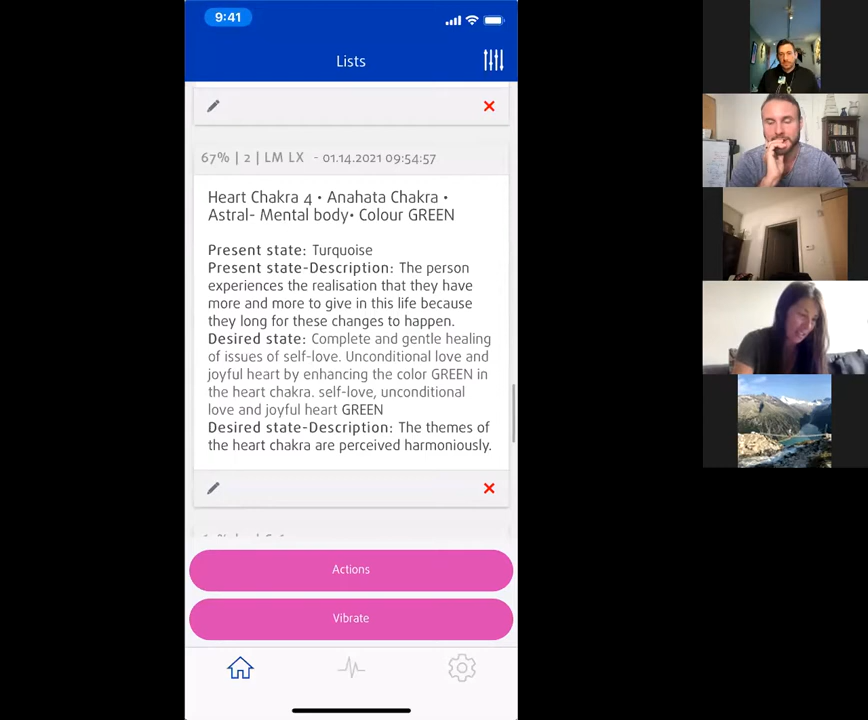 9:41
Lists
67% | 2 | LM LX - 01.14.2021 09:54:57
Heart Chakra 4 • Anahata Chakra •
Astral- Mental body• Colour GREEN
Present state: Turquoise
Present state-Description: The person
experiences the realisation that they have
more and more to give in this life because
they long for these changes to happen.
Desired state: Complete and gentle healing
of issues of self-love. Unconditional love and
joyful heart by enhancing the color GREEN in
the heart chakra. self-love, unconditional
love and joyful heart GREEN
Desired state-Description: The themes of
the heart chakra are perceived harmoniously.
Actions
Vibrate